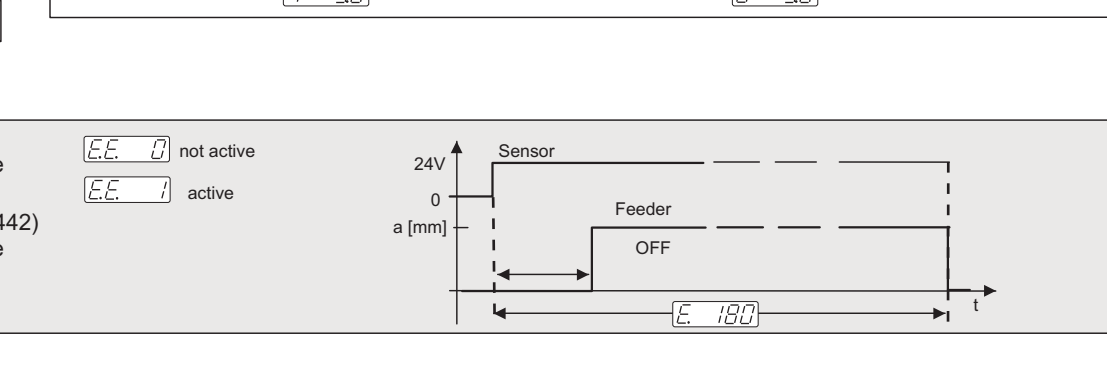 E.E. 0 not active
E.E. 1 active
442)
24V
Sensor
0
Feeder
a [mm]
OFF
E. 180
t